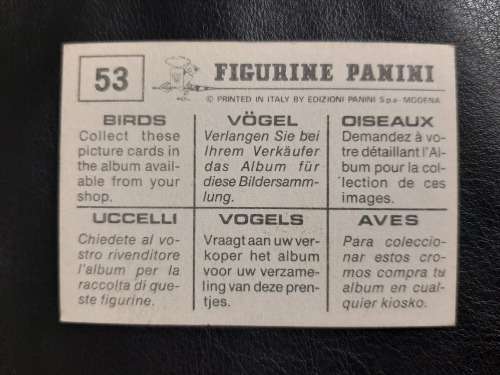 53
FIGURINE PANINI
© PRINTED IN ITALY BY EDIZIONI PANINI S.p.a - MODENA
BIRDS
Collect these
picture cards in
the album avail-
able from your
shop.
VÖGEL
Verlangen Sie bei
Ihrem Verkäufer
das Album für
diese Bildersamm-
lung.
OISEAUX
Demandez à vo-
tre détaillant l'Al-
bum pour la col-
lection de ces
images.
UCCELLI
Chiedete al vo-
stro rivenditore
l'album per la
raccolta di que-
ste figurine.
VOGELS
Vraagt aan uw ver-
koper het album
voor uw verzame-
ling van deze pren-
tjes.
AVES
Para coleccio-
nar estos cro-
mos compra tu
album en cual-
quier kiosko.